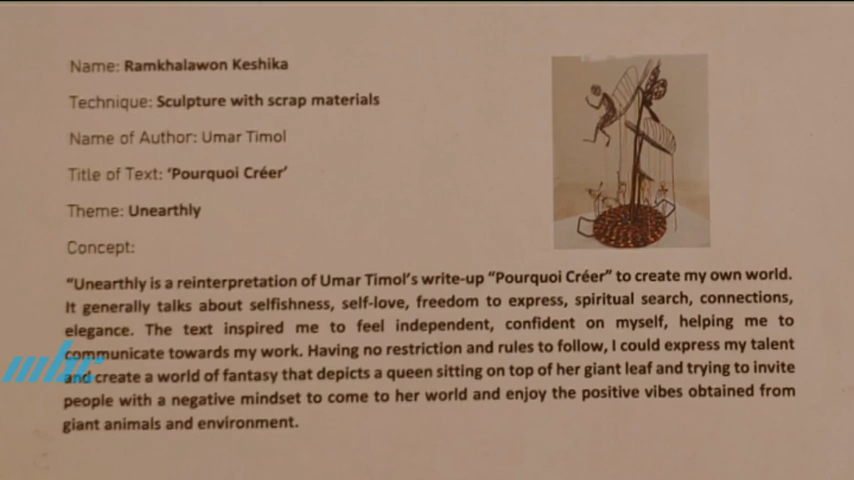 Name: Ramkhalawon Keshika
Technique: Sculpture with scrap materials
Name of Author: Umar Timol
Title of Text: ‘Pourquoi Créer’
Theme: Unearthly
Concept:
“Unearthly is a reinterpretation of Umar Timol’s write-up “Pourquoi Créer” to create my own world.
It generally talks about selfishness, self-love, freedom to express, spiritual search, connections,
elegance. The text inspired me to feel independent, confident on myself, helping me to
communicate towards my work. Having no restriction and rules to follow, I could express my talent
and create a world of fantasy that depicts a queen sitting on top of her giant leaf and trying to invite
people with a negative mindset to come to her world and enjoy the positive vibes obtained from
giant animals and environment.
mbc